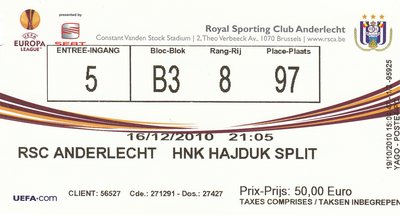 Royal Sporting Club Anderlecht
UEFA
EUROPA
LEAGUE
presented by
SEAT
Constant Vanden Stock Stadium | 2, Theo Verbeeck Av., 1070 Brussels | www.rsca.be
ENTREE-INGANG
Bloc-Blok
Rang-Rij
Place-Plaats
5
B3
8
97
16/12/2010 21:05
RSC ANDERLECHT HNK HAJDUK SPLIT
Prix-Prijs: 50,00 Euro
UEFA.com
CLIENT: 56527 Cde.: 271291 - Dos.: 27427
TAXES COMPRISES / TAKSEN INBEGREPEN
19/10/2010